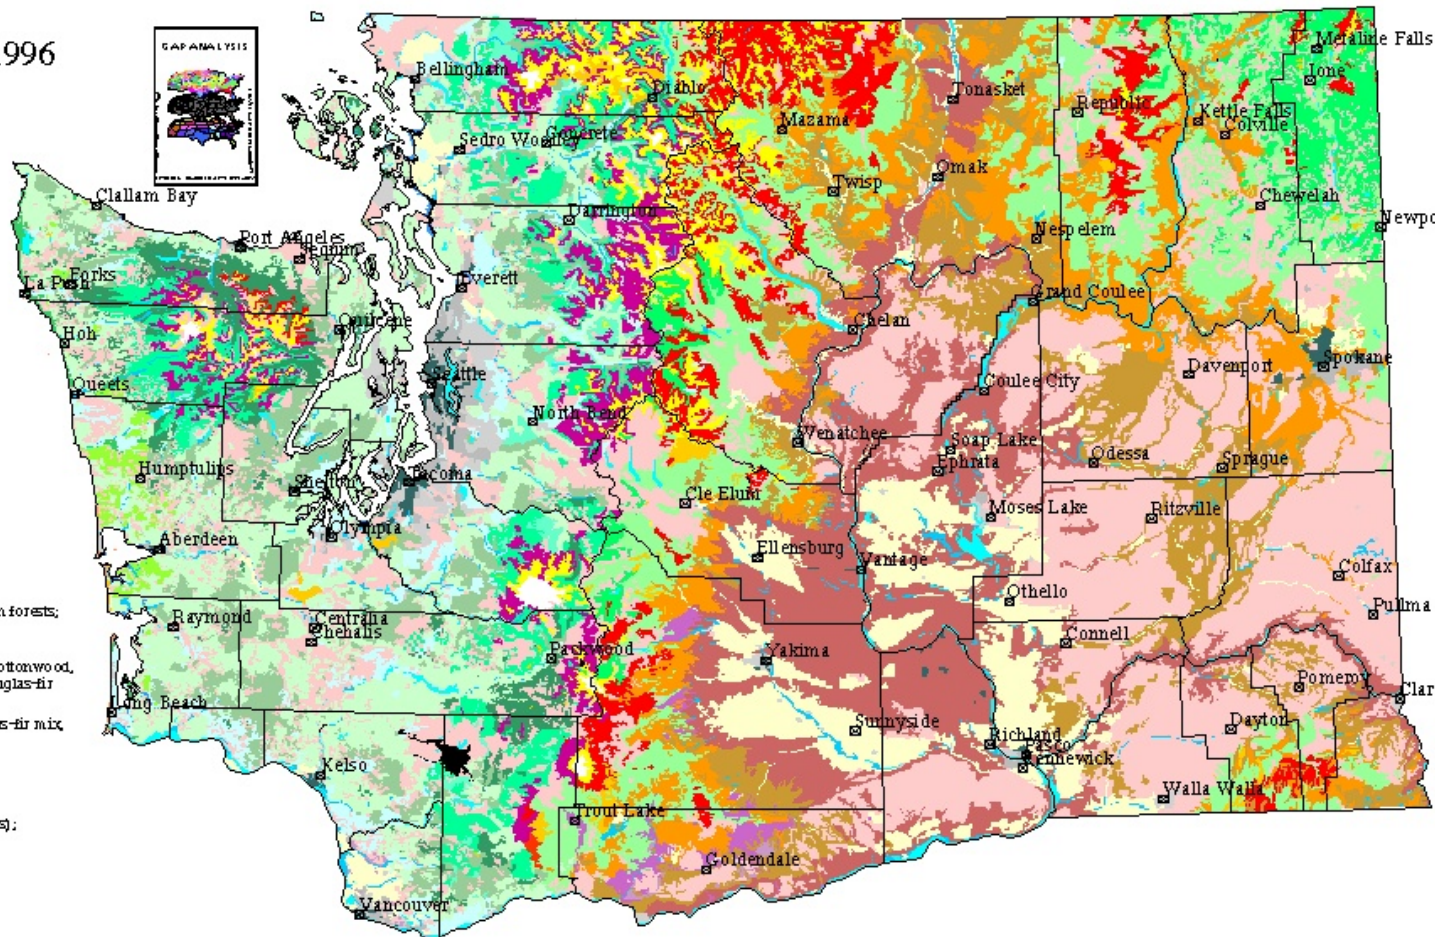 1996
GAP ANALYSIS
Metaline Falls
Ione
Bellingham
Diablo
Tonasket
Republic
Kettle Falls
Colville
Mazama
Concrete
Sedro Woolley
Omak
Twisp
Chewelah
Clallam Bay
Darrington
Newpo
Port Angeles
Sequim
Nespelem
Forks
La Push
Everett
Grand Coulee
Quilcene
Chelan
Hoh
Spokane
Davenport
Seattle
Queets
Coulee City
North Bend
Wenatchee
Soap Lake
Odessa
Sprague
Ephrata
Humptulips
Shelton
Tacoma
Cle Elum
Moses Lake
Ritzville
Olympia
Aberdeen
Ellensburg
Vantage
Colfax
Othello
n forests;
Pullma
Raymond
Centralia
Chehalis
Connell
Packwood
Yakima
ottonwood,
uglas-fir
Pomeroy
Clar
Long Beach
s-fir mix,
Sunnyside
Dayton
Richland
Pasco
Kennewick
Kelso
Walla Walla
Trout Lake
s);
Goldendale
Vancouver